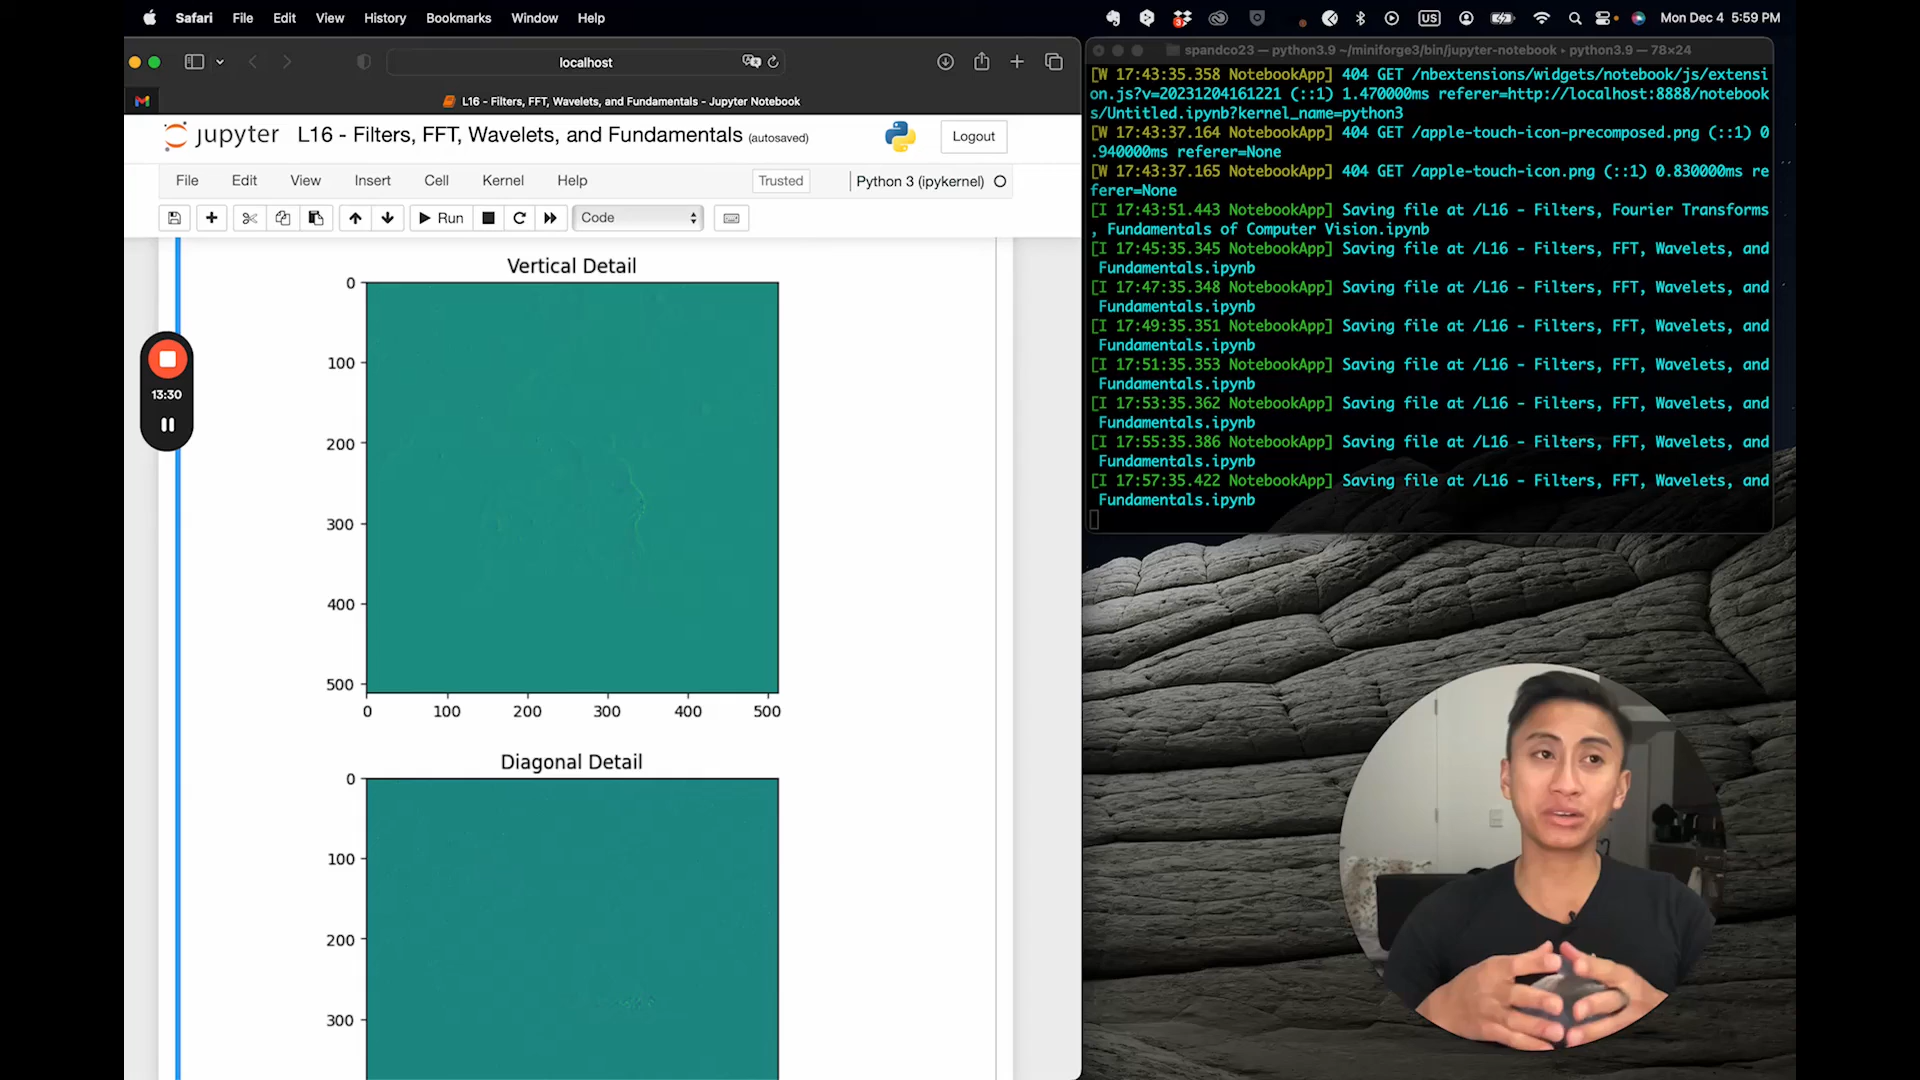 Safari File Edit View History Bookmarks Window Help
US
3
Mon Dec 4 5:59 PM
localhost
L16 - Filters, FFT, Wavelets, and Fundamentals - Jupyter Notebook
jupyter L16 - Filters, FFT, Wavelets, and Fundamentals (autosaved)
Logout
File Edit View Insert Cell Kernel Help
Trusted
Python 3 (ipykernel)
Run
Code
Vertical Detail
0
100
200
300
400
500
0 100 200 300 400 500
Diagonal Detail
0
100
200
300
13:30
spandco23 — python3.9 ~/miniforge3/bin/jupyter-notebook ▸ python3.9 — 78×24
[W 17:43:35.358 NotebookApp] 404 GET /nbextensions/widgets/notebook/js/extensi
on.js?v=20231204161221 (::1) 1.470000ms referer=http://localhost:8888/notebook
s/Untitled.ipynb?kernel_name=python3
[W 17:43:37.164 NotebookApp] 404 GET /apple-touch-icon-precomposed.png (::1) 0
.940000ms referer=None
[W 17:43:37.165 NotebookApp] 404 GET /apple-touch-icon.png (::1) 0.830000ms re
ferer=None
[I 17:43:51.443 NotebookApp] Saving file at /L16 - Filters, Fourier Transforms
, Fundamentals of Computer Vision.ipynb
[I 17:45:35.345 NotebookApp] Saving file at /L16 - Filters, FFT, Wavelets, and
Fundamentals.ipynb
[I 17:47:35.348 NotebookApp] Saving file at /L16 - Filters, FFT, Wavelets, and
Fundamentals.ipynb
[I 17:49:35.351 NotebookApp] Saving file at /L16 - Filters, FFT, Wavelets, and
Fundamentals.ipynb
[I 17:51:35.353 NotebookApp] Saving file at /L16 - Filters, FFT, Wavelets, and
Fundamentals.ipynb
[I 17:53:35.362 NotebookApp] Saving file at /L16 - Filters, FFT, Wavelets, and
Fundamentals.ipynb
[I 17:55:35.386 NotebookApp] Saving file at /L16 - Filters, FFT, Wavelets, and
Fundamentals.ipynb
[I 17:57:35.422 NotebookApp] Saving file at /L16 - Filters, FFT, Wavelets, and
Fundamentals.ipynb